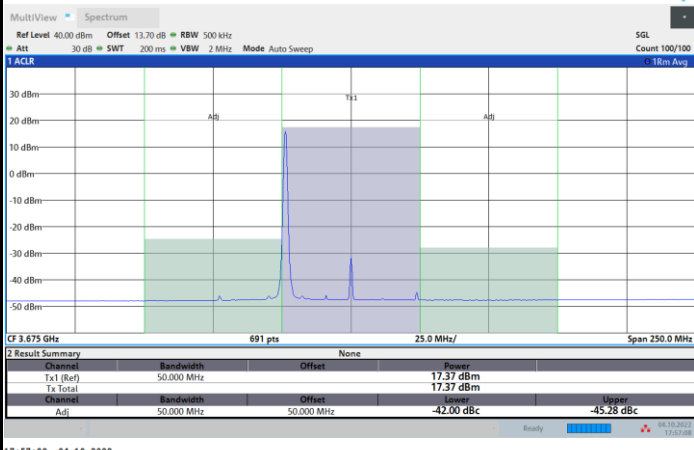 MultiView Spectrum
Ref Level 40.00 dBm Offset 13.70 dB RBW 500 kHz SGL
Att 30 dB SWT 200 ms VBW 2 MHz Mode Auto Sweep Count 100/100
1 ACLR 1Rm Avg
30 dBm
Tx1
20 dBm Adj Adj
10 dBm
0 dBm
-10 dBm
-20 dBm
-30 dBm
-40 dBm
-50 dBm
CF 3.675 GHz 691 pts 25.0 MHz/ Span 250.0 MHz
2 Result Summary None
Channel Bandwidth Offset Power
Tx1 (Ref) 50.000 MHz 17.37 dBm
Tx Total 17.37 dBm
Channel Bandwidth Offset Lower Upper
Adj 50.000 MHz 50.000 MHz -42.00 dBc -45.28 dBc
Ready 04.10.2022
17:57:08